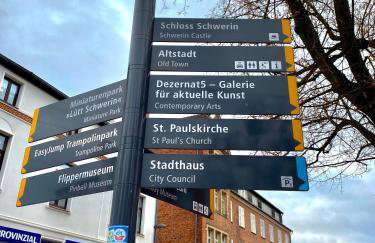 Schloss Schwerin
Schwerin Castle
Altstadt
Old Town
Dezernat5 – Galerie
für aktuelle Kunst
Contemporary Arts
St. Paulskirche
St Paul's Church
Stadthaus
City Council
P
Miniaturenpark
»Lütt Schwerin«
Miniature Park
EasyJump Trampolinpark
Trampoline Park
Flippermuseum
Pinball Museum
PROVINZIAL